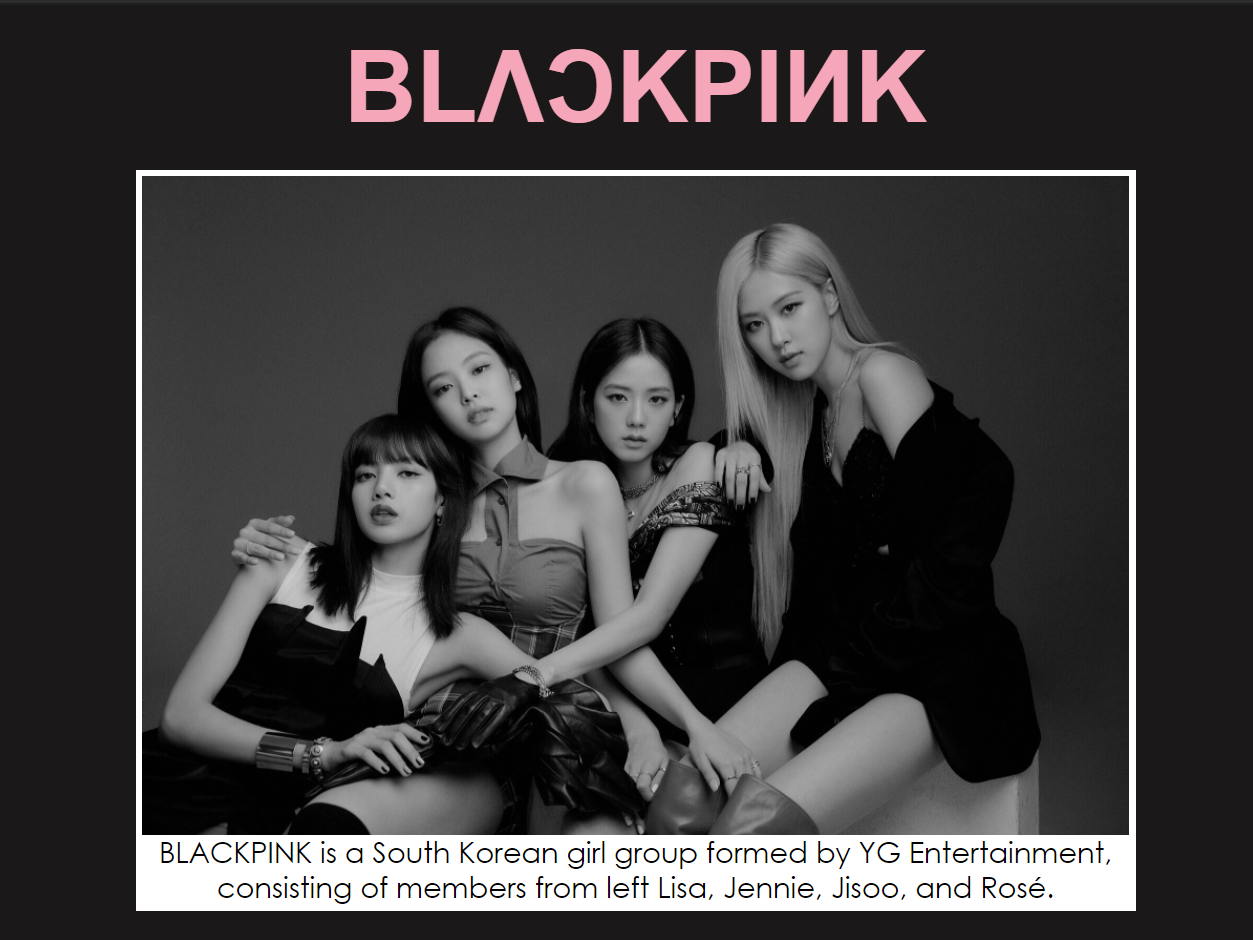 BLACKPINK
BLACKPINK is a South Korean girl group formed by YG Entertainment,
consisting of members from left Lisa, Jennie, Jisoo, and Rosé.